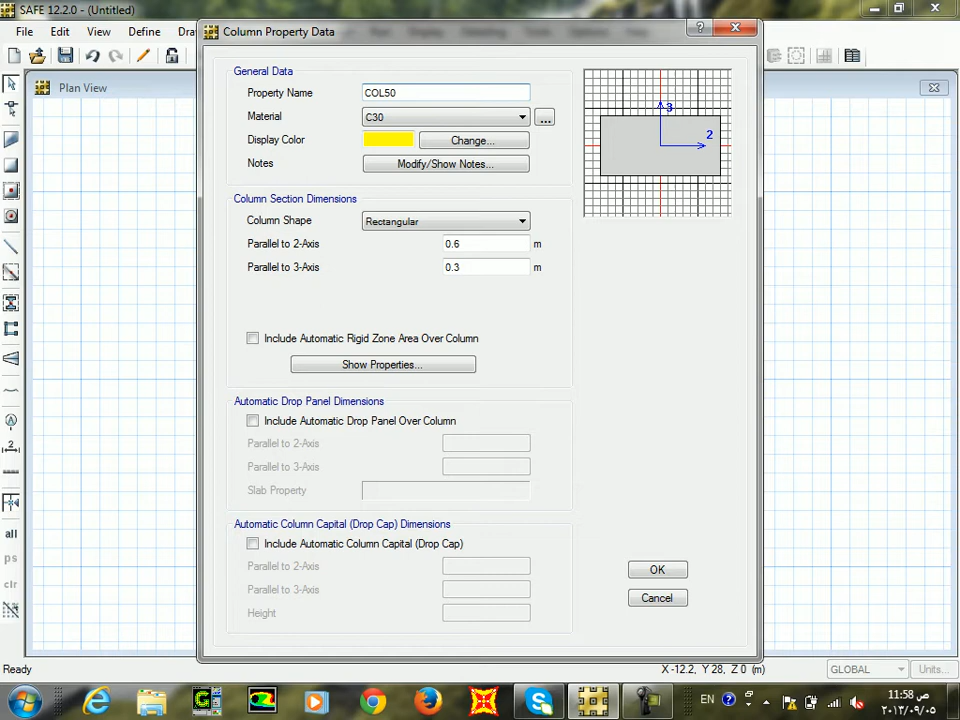 SAFE 12.2.0 - (Untitled)
File Edit View Define
Column Property Data
Plan View
General Data
Property Name COL50
Material C30 ...
Display Color Change...
Notes Modify/Show Notes...
3
2
Column Section Dimensions
Column Shape Rectangular
Parallel to 2-Axis 0.6 m
Parallel to 3-Axis 0.3 m
Include Automatic Rigid Zone Area Over Column
Show Properties...
Automatic Drop Panel Dimensions
Include Automatic Drop Panel Over Column
Parallel to 2-Axis
Parallel to 3-Axis
Slab Property
Automatic Column Capital (Drop Cap) Dimensions
Include Automatic Column Capital (Drop Cap)
Parallel to 2-Axis
Parallel to 3-Axis
Height
OK
Cancel
all
ps
clr
Ready
X -12.2, Y 28, Z 0 (m)
GLOBAL
Units...
EN
11:58 ص
٢٠١٣/٠٩/٠٥